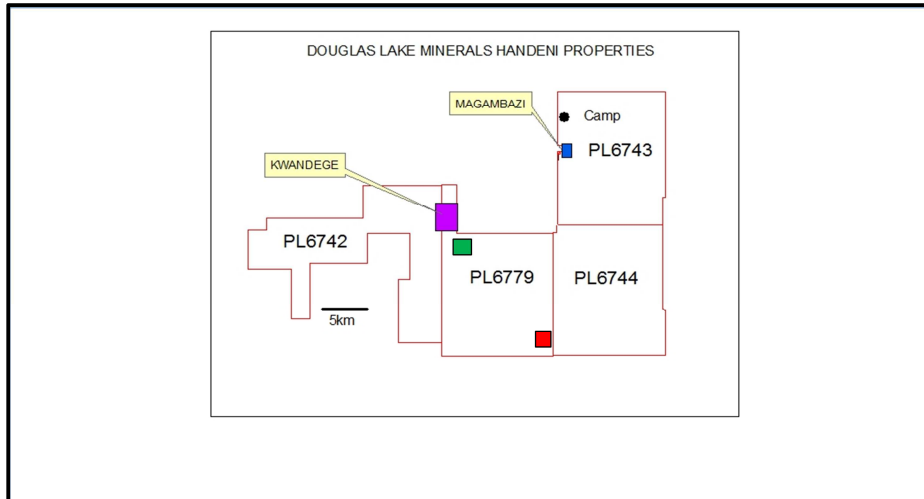 DOUGLAS LAKE MINERALS HANDENI PROPERTIES
MAGAMBAZI
Camp
PL6743
KWANDEGE
PL6742
PL6779
PL6744
5km